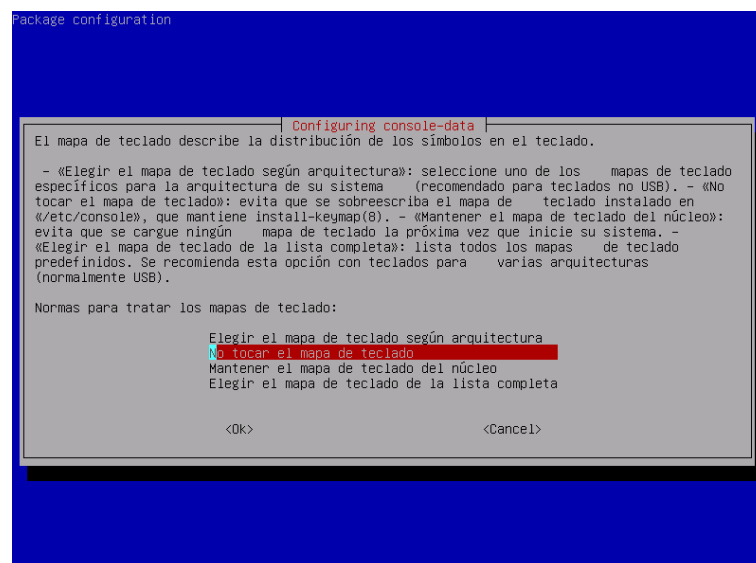 Package configuration
Configuring console-data
El mapa de teclado describe la distribución de los símbolos en el teclado.
- «Elegir el mapa de teclado según arquitectura»: seleccione uno de los mapas de teclado
específicos para la arquitectura de su sistema (recomendado para teclados no USB). - «No
tocar el mapa de teclado»: evita que se sobreescriba el mapa de teclado instalado en
«/etc/console», que mantiene install-keymap(8). - «Mantener el mapa de teclado del núcleo»:
evita que se cargue ningún mapa de teclado la próxima vez que inicie su sistema. -
«Elegir el mapa de teclado de la lista completa»: lista todos los mapas de teclado
predefinidos. Se recomienda esta opción con teclados para varias arquitecturas
(normalmente USB).
Normas para tratar los mapas de teclado:
Elegir el mapa de teclado según arquitectura
No tocar el mapa de teclado
Mantener el mapa de teclado del núcleo
Elegir el mapa de teclado de la lista completa
<Ok> <Cancel>